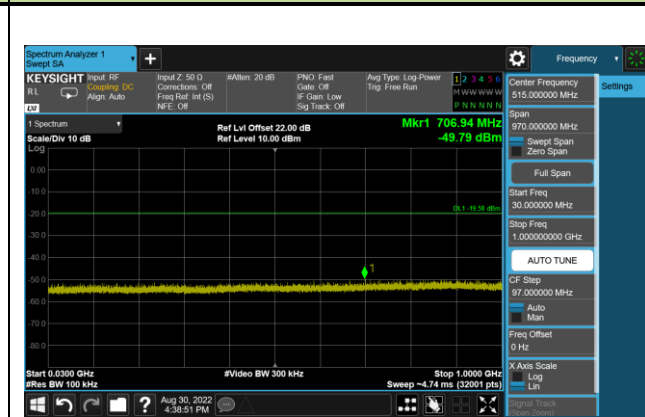 Spectrum Analyzer 1
Swept SA
Frequency
KEYSIGHT
Input: RF
Input Z: 50 Ω
#Atten: 20 dB
PNO: Fast
Avg Type: Log-Power
1 2 3 4 5 6
R L
Coupling: DC
Corrections: Off
Gate: Off
Trig: Free Run
M W W W W W
Align: Auto
Freq Ref: Int (S)
IF Gain: Low
NFE: Off
Sig Track: Off
P N N N N N
LXI
1 Spectrum
Ref Lvl Offset 22.00 dB
Mkr1 706.94 MHz
Scale/Div 10 dB
Ref Level 10.00 dBm
-49.79 dBm
Log
0.00
-10.0
-20.0
-30.0
-40.0
-50.0
-60.0
-70.0
-80.0
DL1 -19.58 dBm
1
Start 0.0300 GHz
#Video BW 300 kHz
Stop 1.0000 GHz
#Res BW 100 kHz
Sweep ~4.74 ms (32001 pts)
Center Frequency
515.000000 MHz
Settings
Span
970.000000 MHz
Swept Span
Zero Span
Full Span
Start Freq
30.000000 MHz
Stop Freq
1.000000000 GHz
AUTO TUNE
CF Step
97.000000 MHz
Auto
Man
Freq Offset
0 Hz
X Axis Scale
Log
Lin
Signal Track
(Span Zoom)
?
Aug 30, 2022
4:38:51 PM